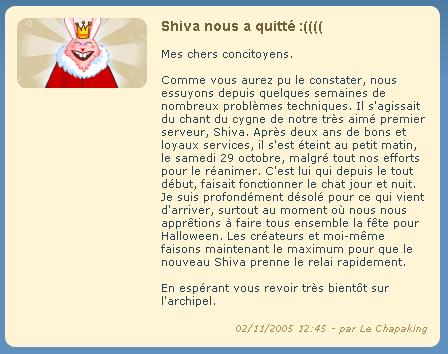 Shiva nous a quitté :((((
Mes chers concitoyens.
Comme vous aurez pu le constater, nous
essuyons depuis quelques semaines de
nombreux problèmes techniques. Il s'agissait
du chant du cygne de notre très aimé premier
serveur, Shiva. Après deux ans de bons et
loyaux services, il s'est éteint au petit matin,
le samedi 29 octobre, malgré tout nos efforts
pour le réanimer. C'est lui qui depuis le tout
début, faisait fonctionner le chat jour et nuit.
Je suis profondément désolé pour ce qui vient
d'arriver, surtout au moment où nous nous
apprêtions à faire tous ensemble la fête pour
Halloween. Les créateurs et moi-même
faisons maintenant le maximum pour que le
nouveau Shiva prenne le relai rapidement.
En espérant vous revoir très bientôt sur
l'archipel.
02/11/2005 12:45 - par Le Chapaking